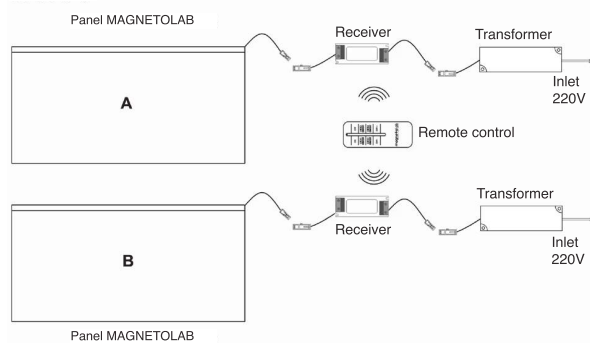 Panel MAGNETOLAB
Receiver
Transformer
Inlet
220V
A
Remote control
Transformer
Receiver
Inlet
220V
B
Panel MAGNETOLAB